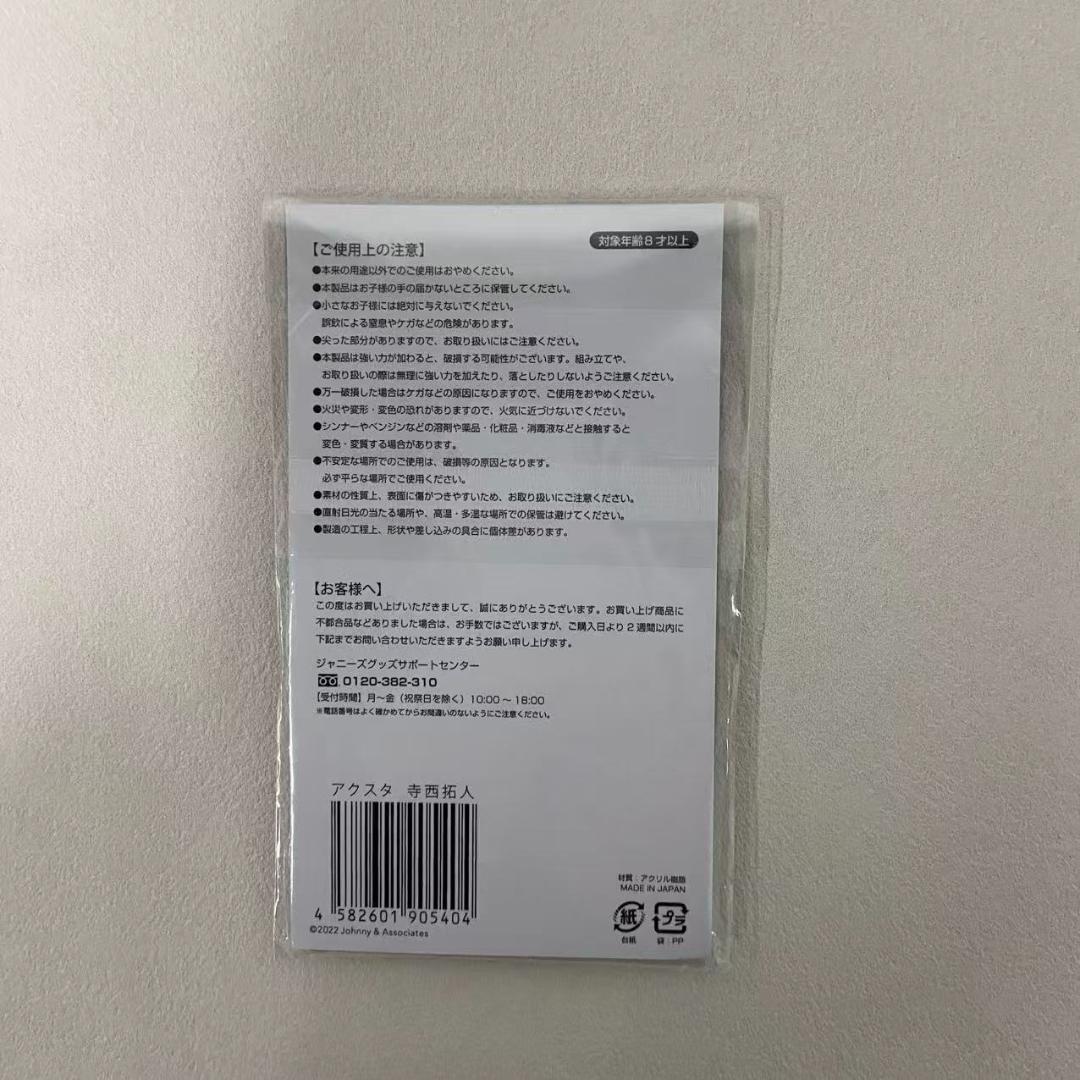 【ご使用上の注意】
対象年齢8才以上
●本来の用途以外でのご使用はおやめください。
●本製品はお子様の手の届かないところに保管してください。
●小さなお子様には絶対に与えないでください。
誤飲による窒息やケガなどの危険があります。
●尖った部分がありますので、お取り扱いにはご注意ください。
●本製品は強い力が加わると、破損する可能性がございます。組み立てや、
お取り扱いの際は無理に強い力を加えたり、落としたりしないようご注意ください。
●万一破損した場合はケガなどの原因になりますので、ご使用をおやめください。
●火災や変形・変色の恐れがありますので、火気に近づけないでください。
●シンナーやベンジンなどの溶剤や薬品・化粧品・消毒液などと接触すると
変色・変質する場合があります。
●不安定な場所でのご使用は、破損等の原因となります。
必ず平らな場所でご使用ください。
●素材の性質上、表面に傷がつきやすいため、お取り扱いにご注意ください。
●直射日光の当たる場所や、高温・多湿な場所での保管は避けてください。
●製造の工程上、形状や差し込みの具合に個体差があります。
【お客様へ】
この度はお買い上げいただきまして、誠にありがとうございます。お買い上げ商品に
不都合品などありました場合は、お手数ではございますが、ご購入日より2週間以内に
下記までお問い合わせいただきますようお願い申し上げます。
ジャニーズグッズサポートセンター
0120-382-310
【受付時間】月～金（祝祭日を除く）10:00～18:00
※電話番号はよく確かめてからお間違いのないようにご注意ください。
アクスタ 寺西拓人
4 582601 905404
©2022 Johnny & Associates
材質：アクリル樹脂
MADE IN JAPAN
紙 プラ
台紙 袋：PP